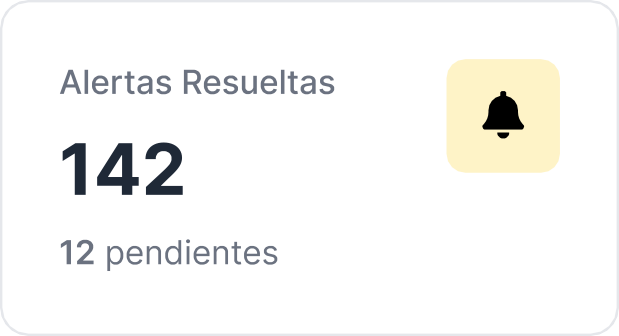 Alertas Resueltas
142
12 pendientes